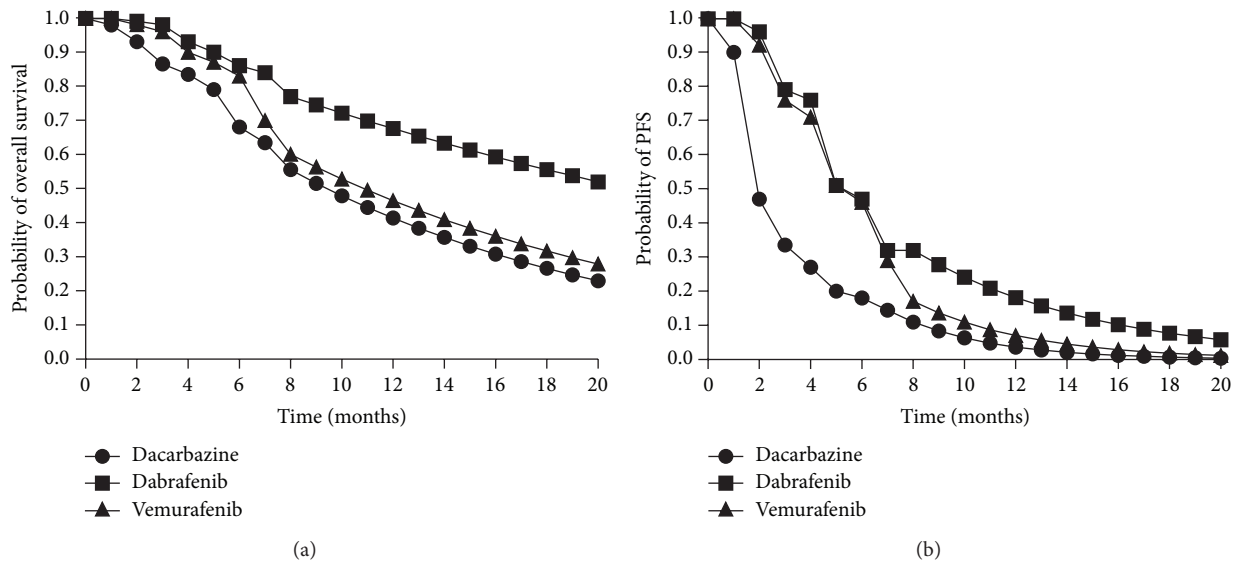 Probability of overall survival
1.0
0.9
0.8
0.7
0.6
0.5
0.4
0.3
0.2
0.1
0.0
0 2 4 6 8 10 12 14 16 18 20
Time (months)
Dacarbazine
Dabrafenib
Vemurafenib
(a)
Probability of PFS
1.0
0.9
0.8
0.7
0.6
0.5
0.4
0.3
0.2
0.1
0.0
0 2 4 6 8 10 12 14 16 18 20
Time (months)
Dacarbazine
Dabrafenib
Vemurafenib
(b)